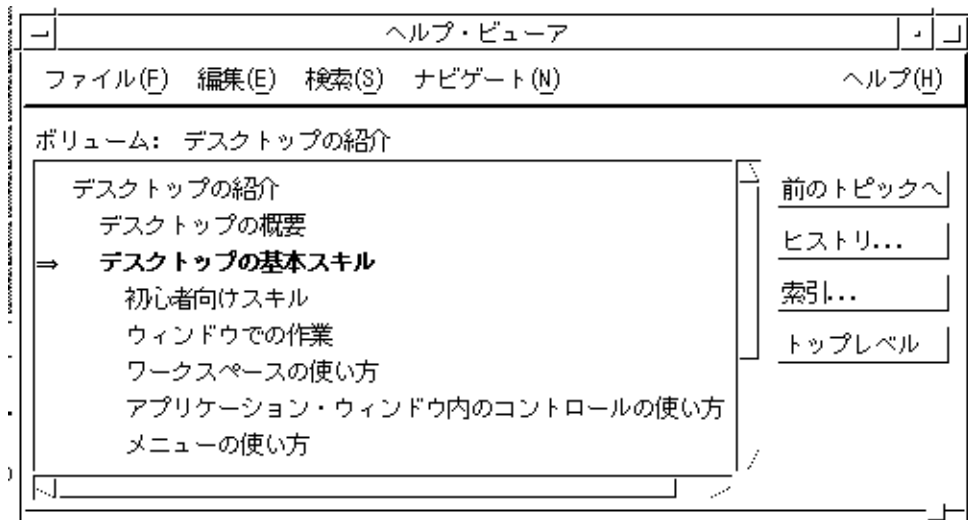 ヘルプ・ビューア
ファイル(F) 編集(E) 検索(S) ナビゲート(N) ヘルプ(H)
ボリューム: デスクトップの紹介
デスクトップの紹介
デスクトップの概要
⇒ デスクトップの基本スキル
初心者向けスキル
ウィンドウでの作業
ワークスペースの使い方
アプリケーション・ウィンドウ内のコントロールの使い方
メニューの使い方
前のトピックへ
ヒストリ...
索引...
トップレベル